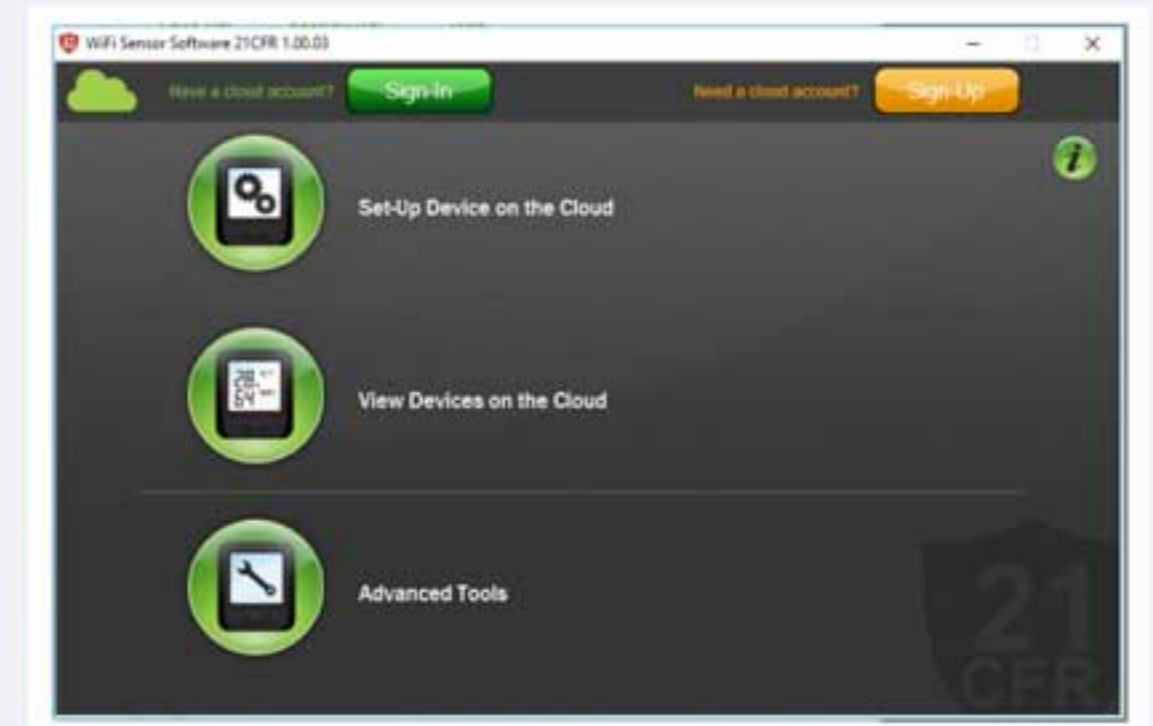 WiFi Sensor Software 21CFR 1.00.03
Have a cloud account? Sign-In Need a cloud account? Sign-Up
i
Set-Up Device on the Cloud
View Devices on the Cloud
Advanced Tools
21
CFR